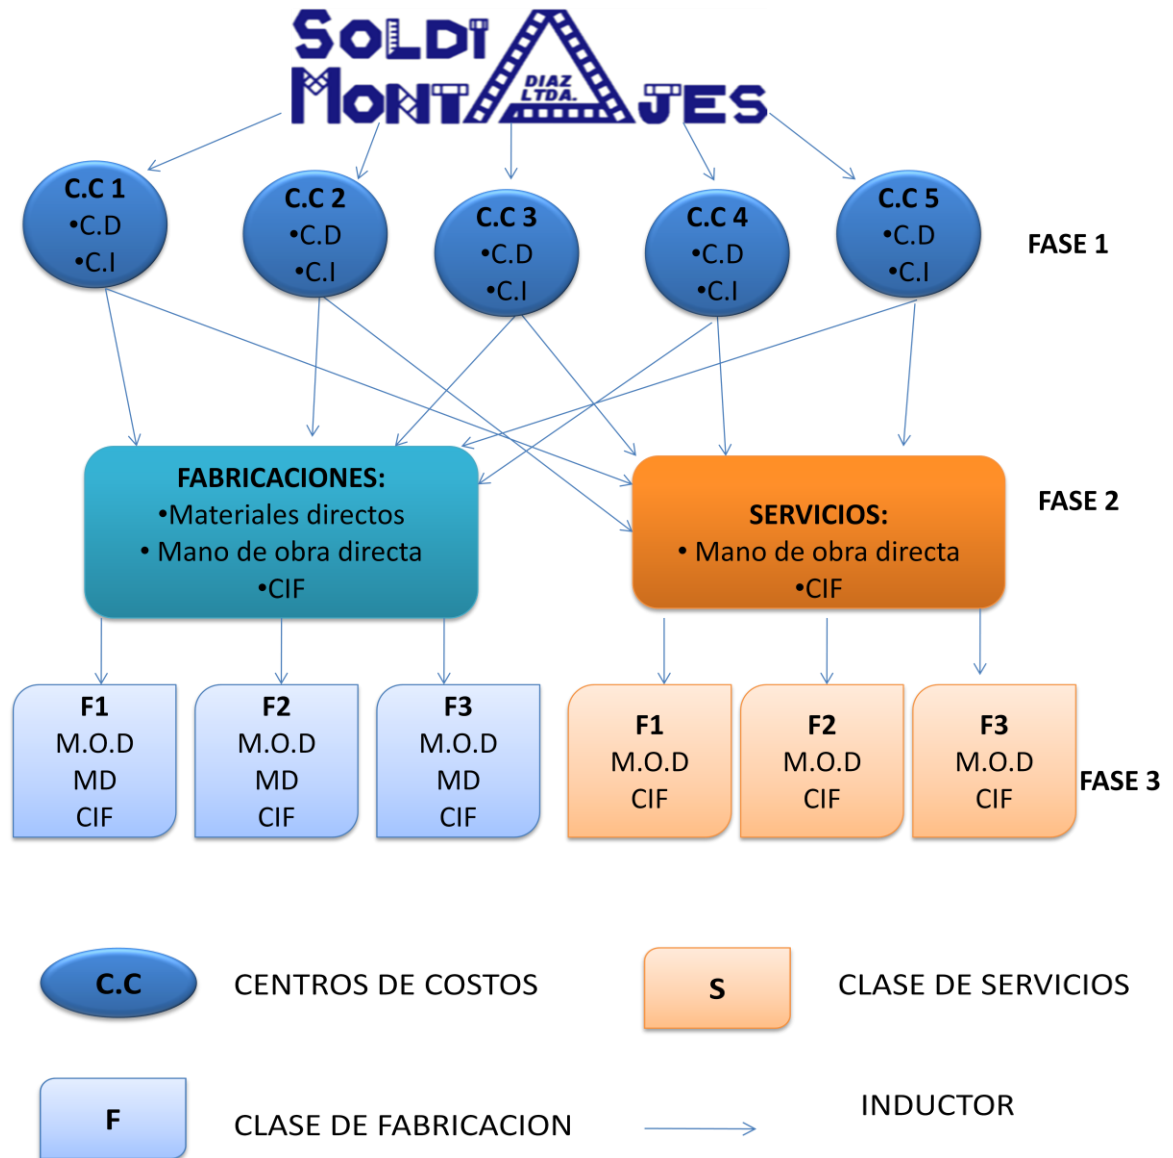 SOLDI
MONTAJES
DIAZ
LTDA.
C.C 1
•C.D
•C.I
C.C 2
•C.D
•C.I
C.C 3
•C.D
•C.I
C.C 4
•C.D
•C.I
C.C 5
•C.D
•C.I
FASE 1
FABRICACIONES:
•Materiales directos
• Mano de obra directa
•CIF
SERVICIOS:
• Mano de obra directa
•CIF
FASE 2
F1
M.O.D
MD
CIF
F2
M.O.D
MD
CIF
F3
M.O.D
MD
CIF
F1
M.O.D
CIF
F2
M.O.D
CIF
F3
M.O.D
CIF
FASE 3
C.C
CENTROS DE COSTOS
S
CLASE DE SERVICIOS
F
CLASE DE FABRICACION
INDUCTOR